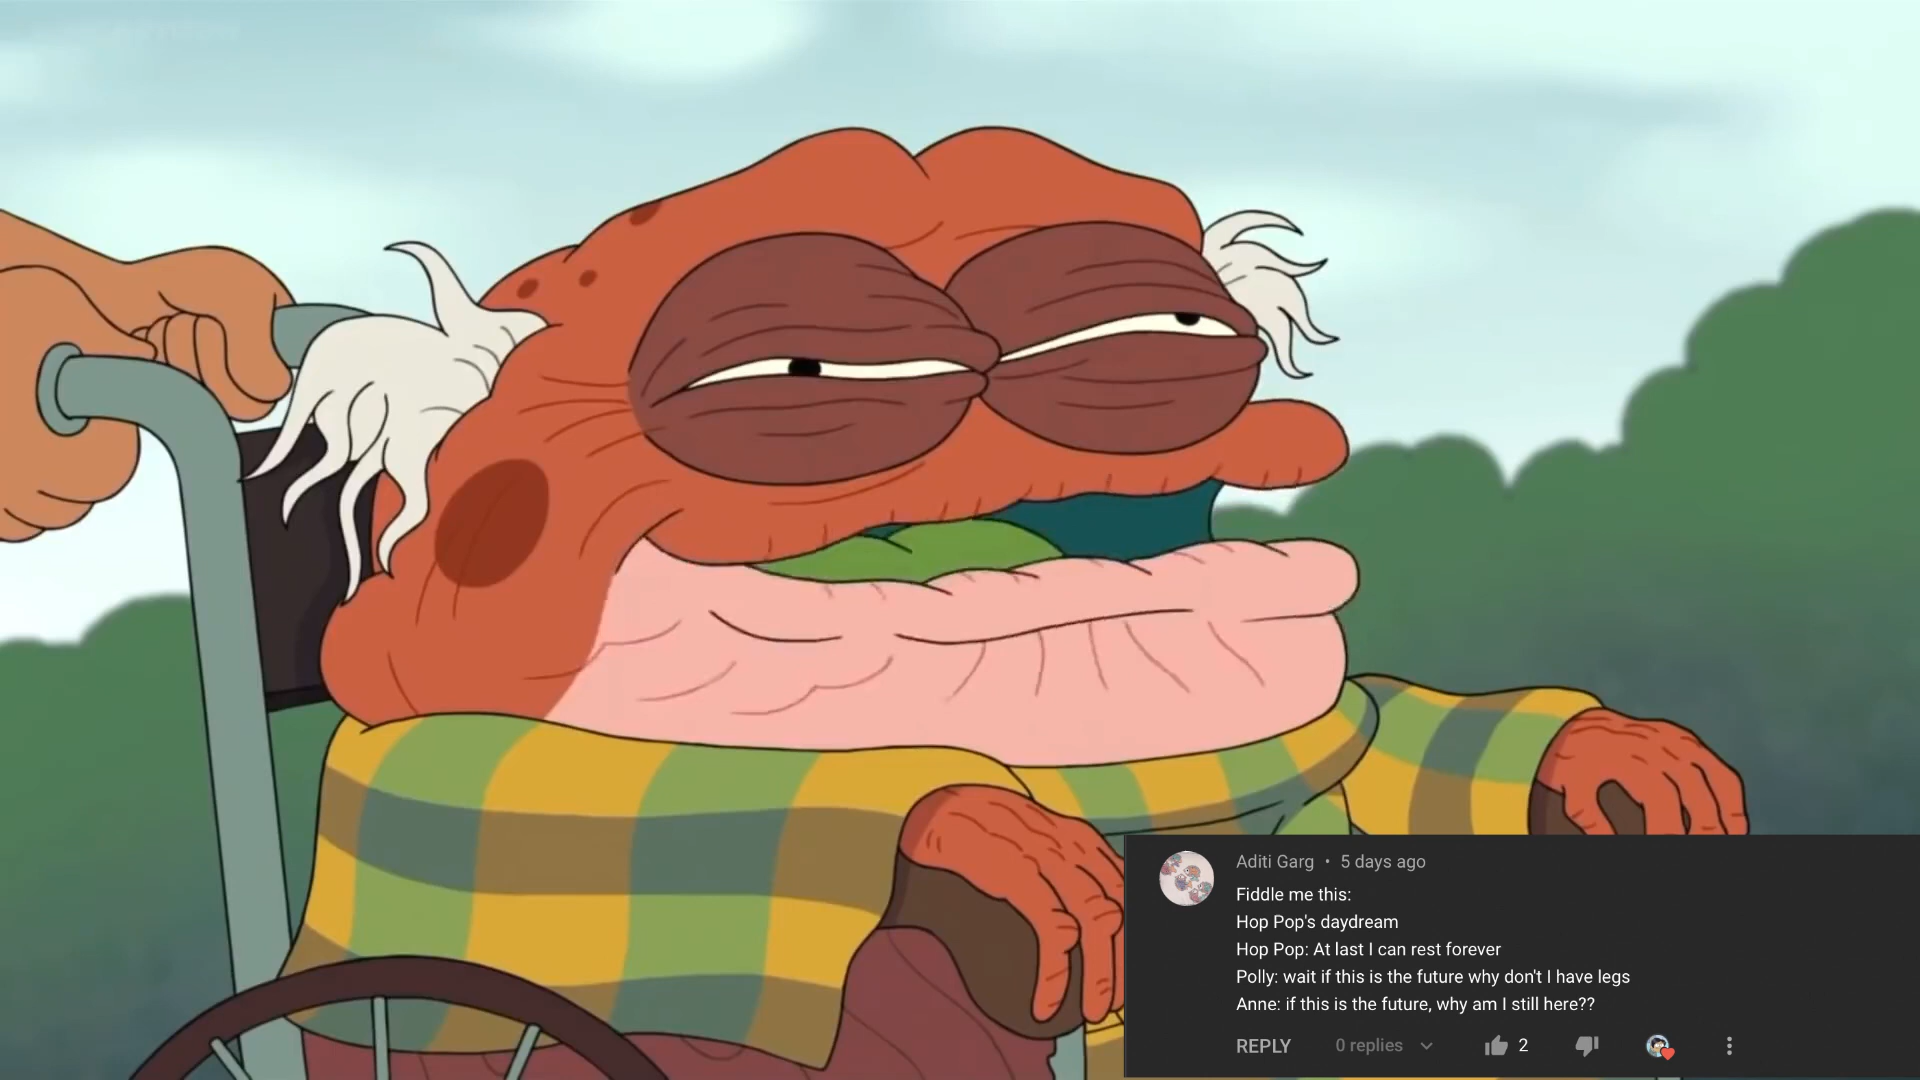 Aditi Garg • 5 days ago
Fiddle me this:
Hop Pop's daydream
Hop Pop: At last I can rest forever
Polly: wait if this is the future why don't I have legs
Anne: if this is the future, why am I still here??
REPLY 0 replies 2